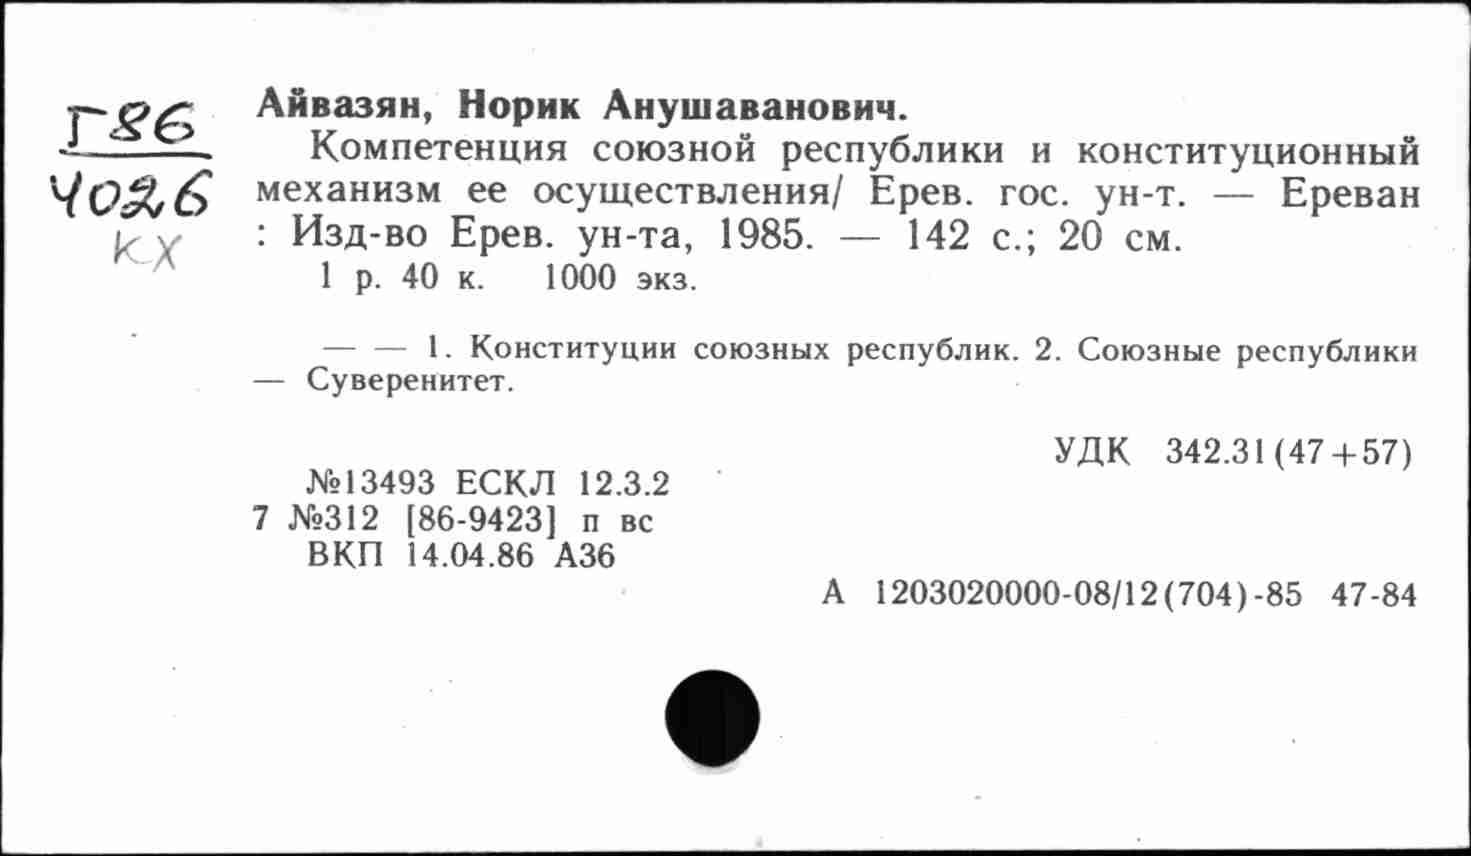 Г86
4026
кх
Айвазян, Норик Анушаванович.
Компетенция союзной республики и конституционный
механизм ее осуществления/ Ерев. гос. ун-т. — Ереван
: Изд-во Ерев. ун-та, 1985. — 142 с.; 20 см.
1 р. 40 к. 1000 экз.
— — 1. Конституции союзных республик. 2. Союзные республики
— Суверенитет.
УДК 342.31(47+57)
№13493 ЕСКЛ 12.3.2
7 №312 [86-9423] п вс
ВКП 14.04.86 А36
А 1203020000-08/12(704)-85 47-84